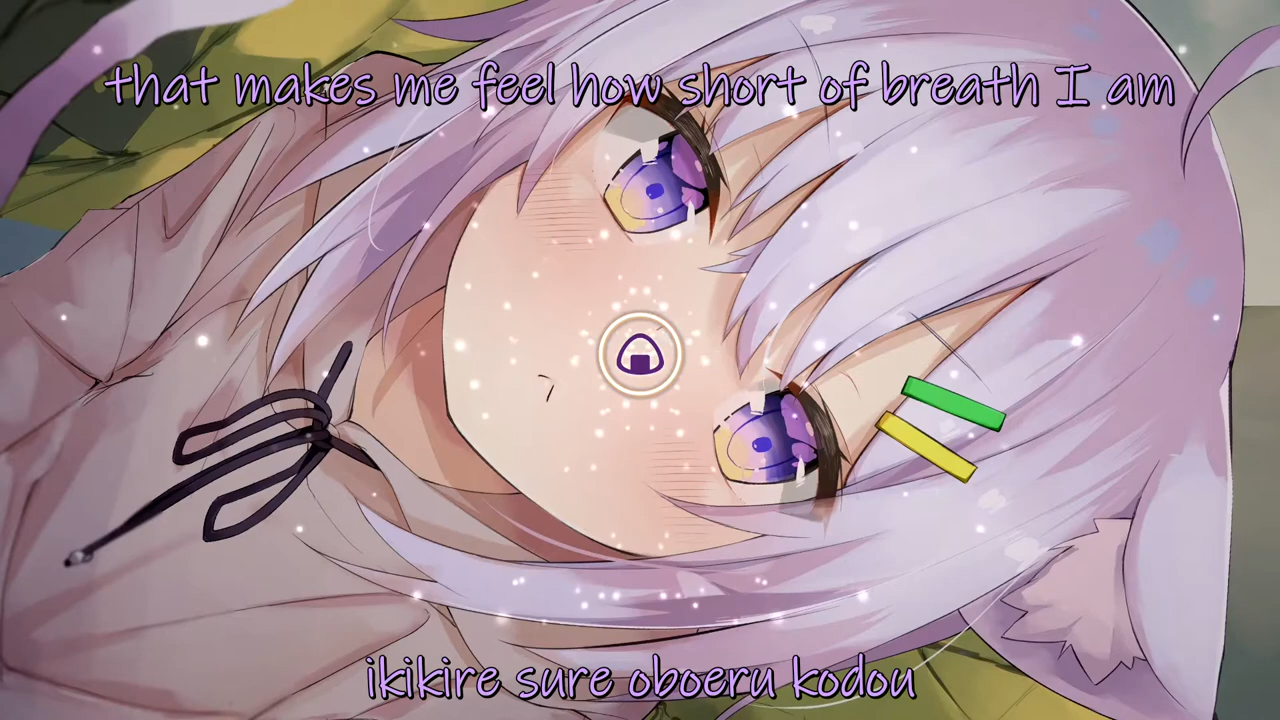 that makes me feel how short of breath I am
ikikire sure oboeru kodou